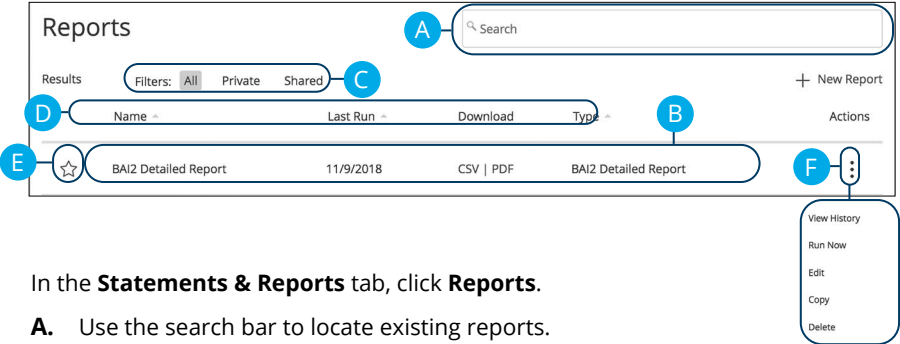 Reports
A
Search
Results
Filters: All Private Shared
C
+ New Report
D
Name Last Run Download Type
B
Actions
E
BAI2 Detailed Report 11/9/2018 CSV | PDF BAI2 Detailed Report
F
View History
Run Now
Edit
Copy
Delete
In the Statements & Reports tab, click Reports.
A. Use the search bar to locate existing reports.